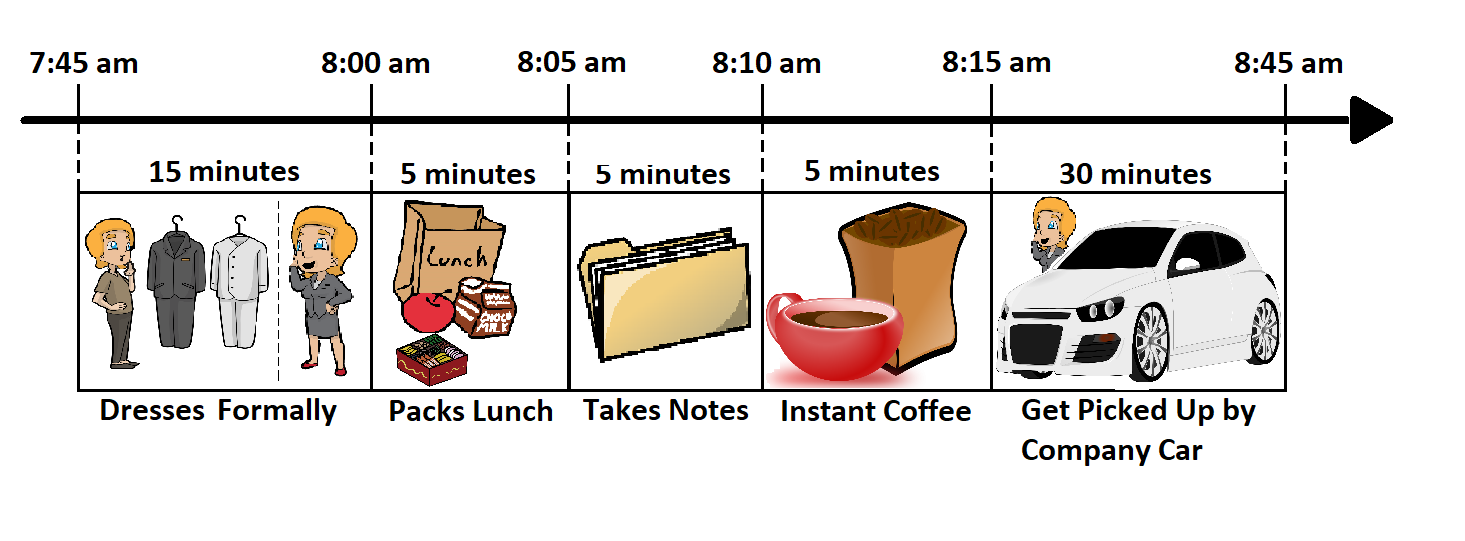 7:45 am 8:00 am 8:05 am 8:10 am 8:15 am 8:45 am
15 minutes 5 minutes 5 minutes 5 minutes 30 minutes
Lunch
CHOCO
MILK
Dresses Formally Packs Lunch Takes Notes Instant Coffee Get Picked Up by
Company Car